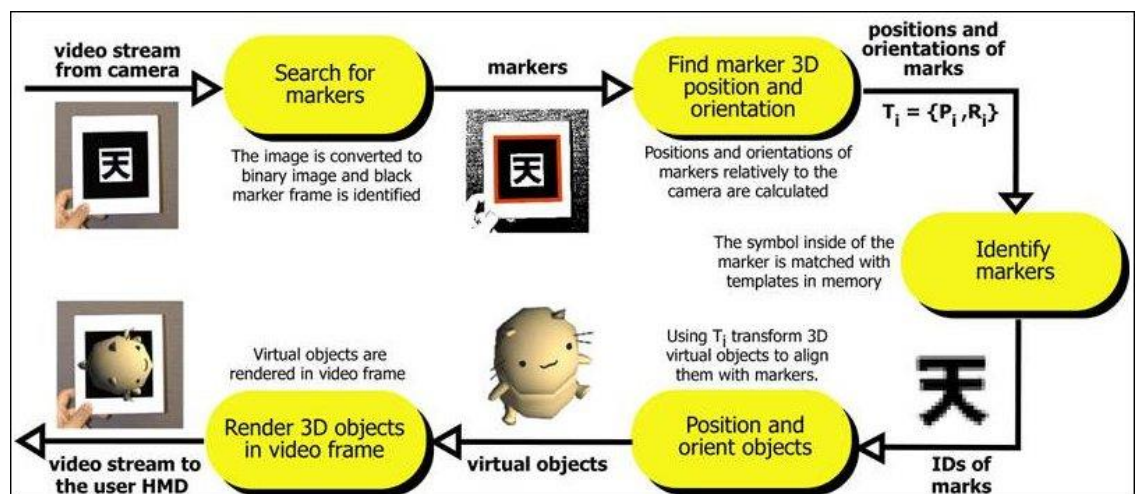 video stream
from camera
Search for
markers
The image is converted to
binary image and black
marker frame is identified
天
markers
天
Find marker 3D
position and
orientation
Positions and orientations of
markers relatively to the
camera are calculated
positions and
orientations of
marks
Ti = {Pi ,Ri}
Identify
markers
The symbol inside of the
marker is matched with
templates in memory
天
IDs of
marks
Using Ti transform 3D
virtual objects to align
them with markers.
Position and
orient objects
virtual objects
Virtual objects are
rendered in video frame
Render 3D objects
in video frame
video stream to
the user HMD